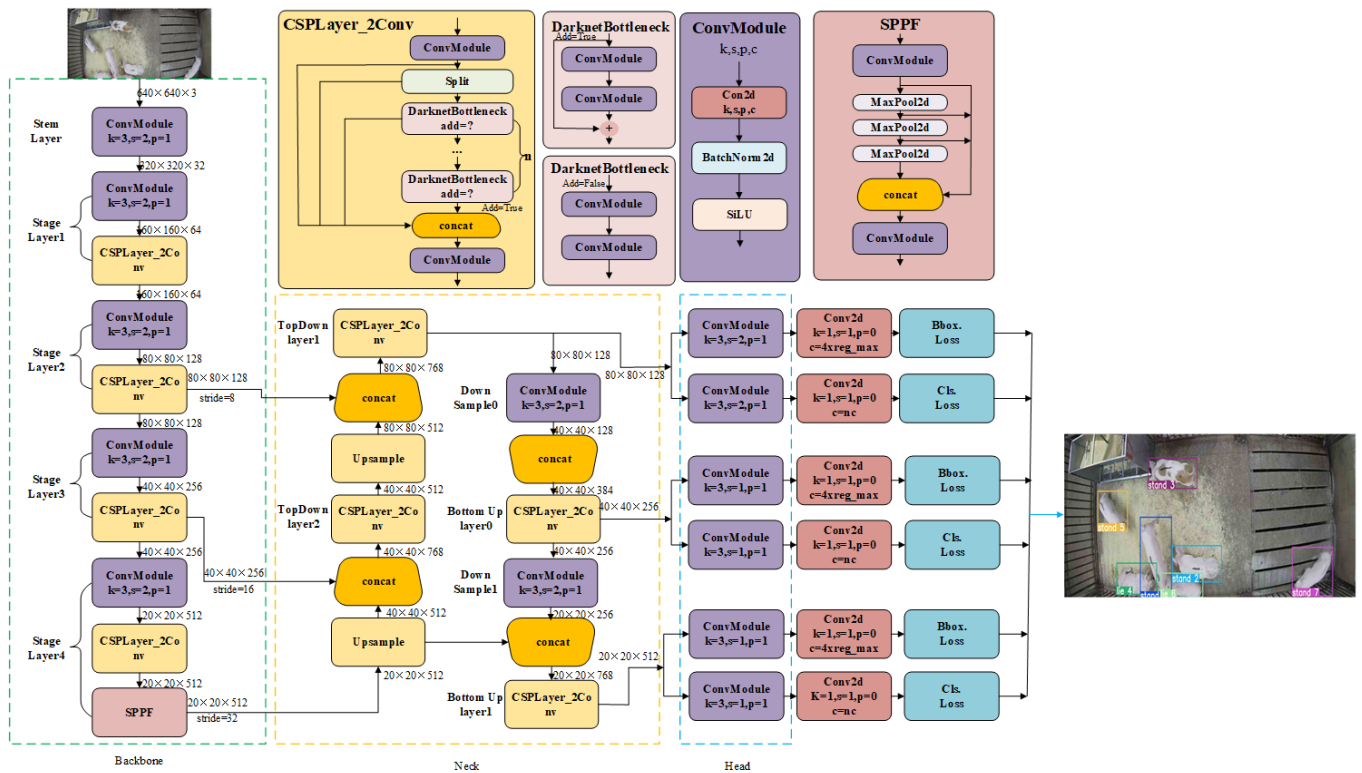 640×640×3
Stem
Layer
ConvModule
k=3,s=2,p=1
320×320×32
ConvModule
k=3,s=2,p=1
Stage
Layer1
60×160×64
CSPLayer_2Co
nv
60×160×64
ConvModule
k=3,s=2,p=1
Stage
Layer2
80×80×128
CSPLayer_2Co
nv
80×80×128
stride=8
80×80×128
ConvModule
k=3,s=2,p=1
Stage
Layer3
40×40×256
CSPLayer_2Co
nv
40×40×256
stride=16
40×40×256
ConvModule
k=3,s=2,p=1
20×20×512
Stage
Layer4
CSPLayer_2Co
nv
20×20×512
SPPF
20×20×512
stride=32
Backbone
CSPLayer_2Conv
ConvModule
Split
DarknetBottleneck
add=?
...
n
DarknetBottleneck
add=?
Add=True
concat
ConvModule
DarknetBottleneck
Add=True
ConvModule
ConvModule
+
DarknetBottleneck
Add=False
ConvModule
ConvModule
ConvModule
k,s,p,c
Con2d
k,s,p,c
BatchNorm2d
SiLU
SPPF
ConvModule
MaxPool2d
MaxPool2d
MaxPool2d
concat
ConvModule
TopDown
layer1
CSPLayer_2Co
nv
80×80×768
concat
80×80×512
Upsample
40×40×512
TopDown
layer2
CSPLayer_2Co
nv
40×40×768
concat
40×40×512
Upsample
20×20×512
80×80×128
80×80×128
Down
Sample0
ConvModule
k=3,s=2,p=1
40×40×128
concat
40×40×384
Bottom Up
layer0
CSPLayer_2Co
nv
40×40×256
40×40×256
Down
Sample1
ConvModule
k=3,s=2,p=1
20×20×256
concat
20×20×768
20×20×512
Bottom Up
layer1
CSPLayer_2Co
nv
Neck
ConvModule
k=3,s=2,p=1
Conv2d
k=1,s=1,p=0
c=4xreg_max
Bbox.
Loss
ConvModule
k=3,s=2,p=1
Conv2d
k=1,s=1,p=0
c=nc
Cls.
Loss
ConvModule
k=3,s=1,p=1
Conv2d
k=1,s=1,p=0
c=4xreg_max
Bbox.
Loss
ConvModule
k=3,s=1,p=1
Conv2d
k=1,s=1,p=0
c=nc
Cls.
Loss
ConvModule
k=3,s=1,p=1
Conv2d
k=1,s=1,p=0
c=4xreg_max
Bbox.
Loss
ConvModule
k=3,s=1,p=1
Conv2d
K=1,s=1,p=0
c=nc
Cls.
Loss
Head
stand 3
stand 5
stand 2
lie 4
stand
stand 7